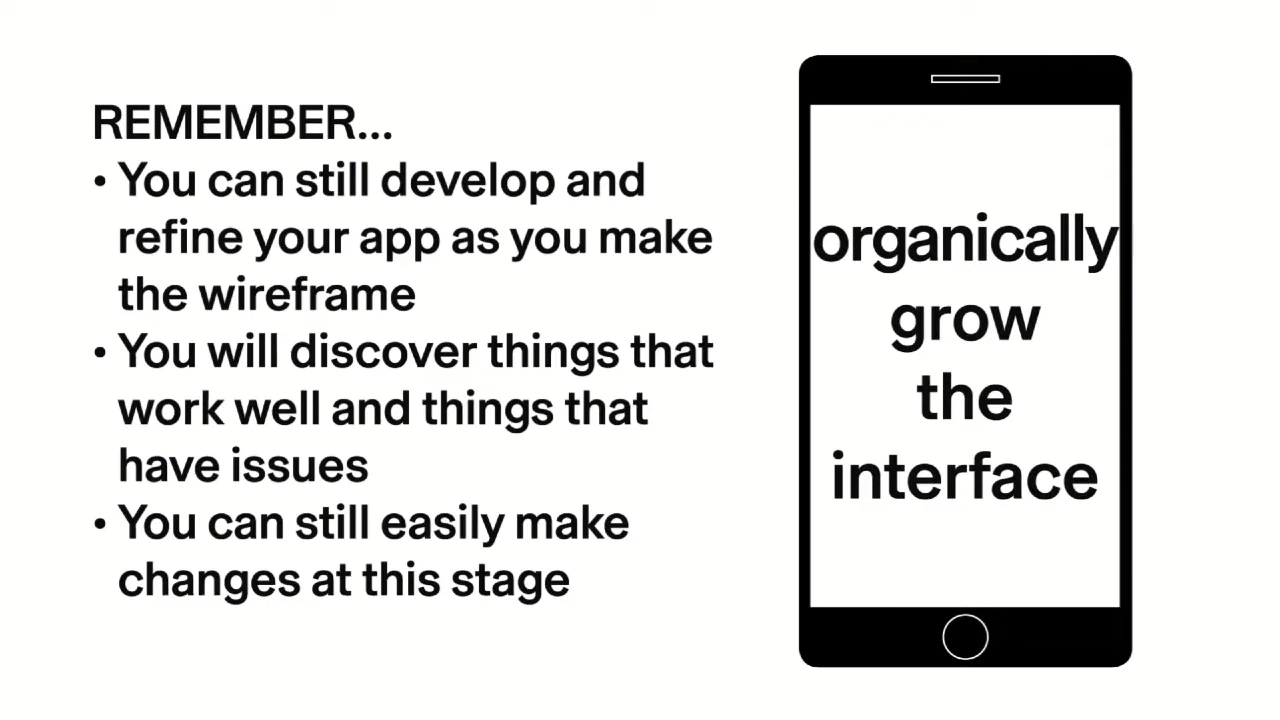 REMEMBER...
• You can still develop and
refine your app as you make
the wireframe
• You will discover things that
work well and things that
have issues
• You can still easily make
changes at this stage
organically
grow
the
interface